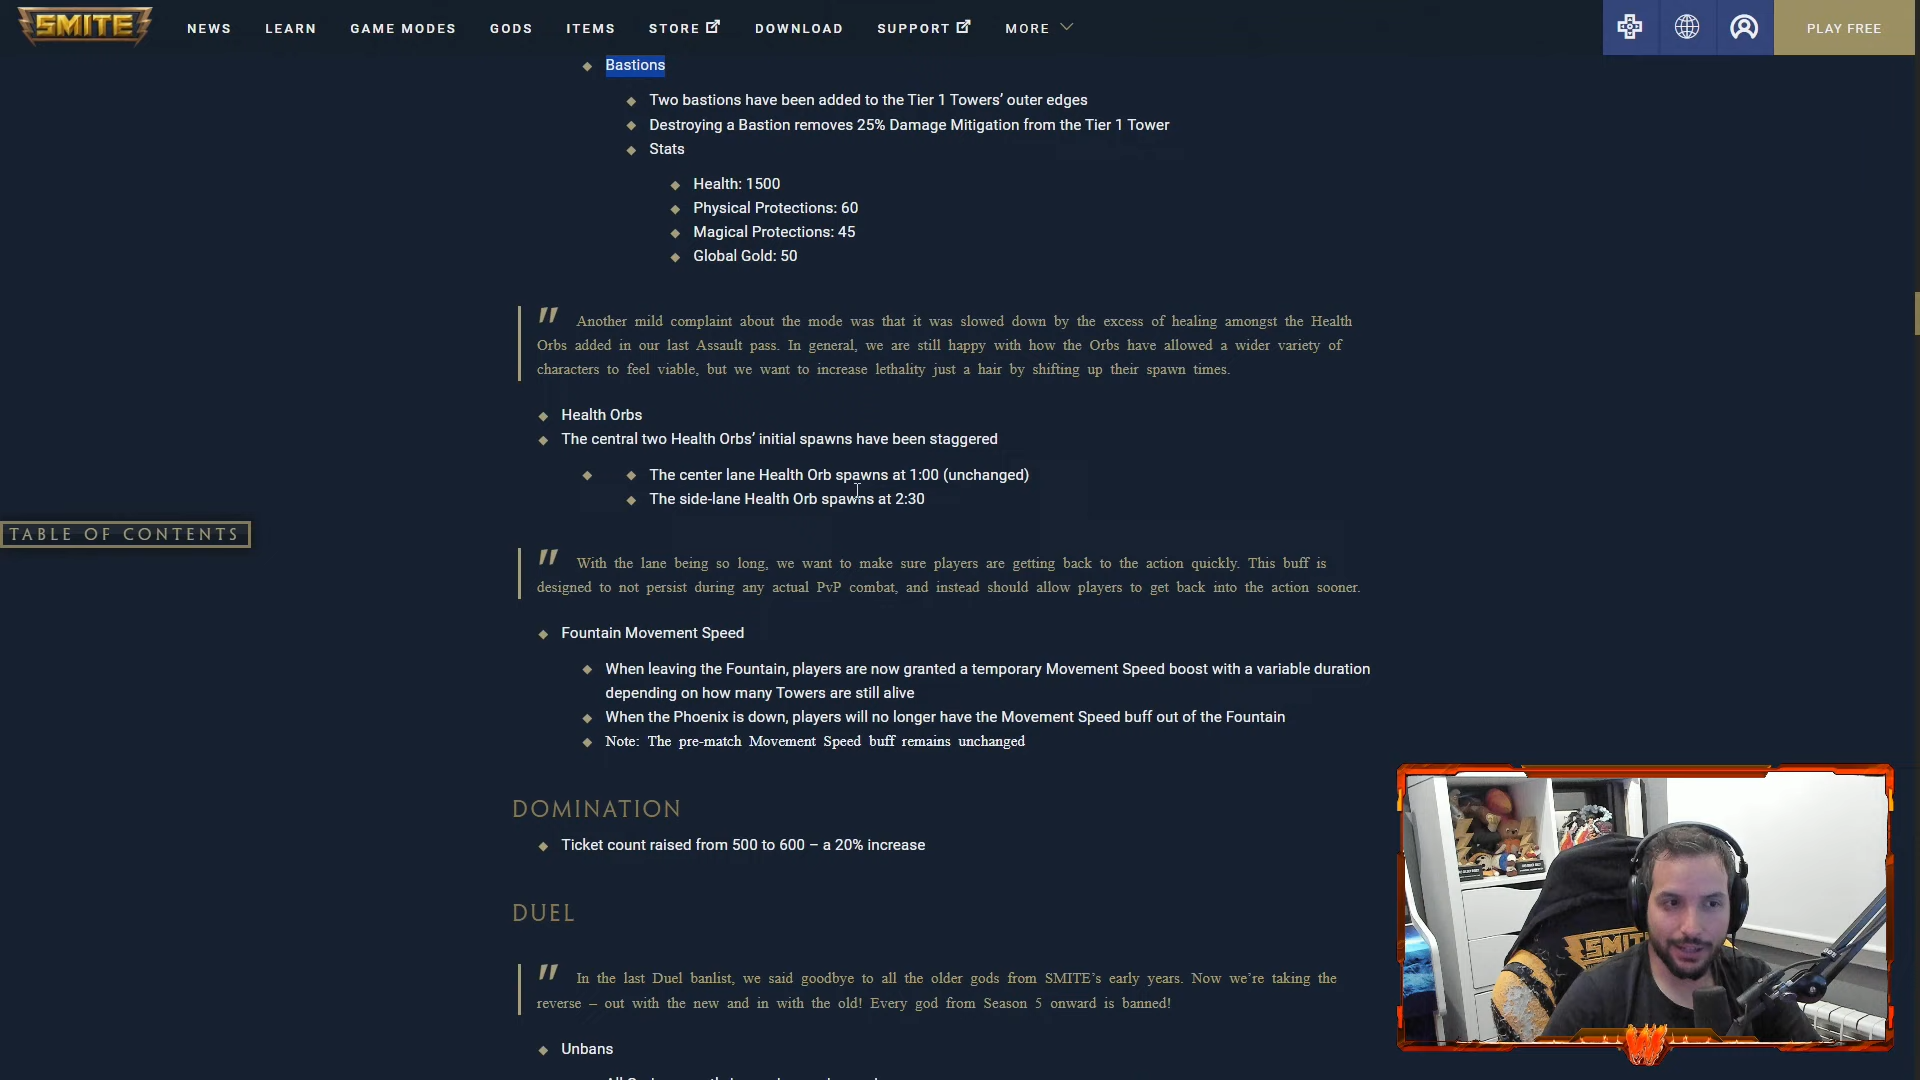 SMITE
NEWS LEARN GAME MODES GODS ITEMS STORE DOWNLOAD SUPPORT MORE PLAY FREE
Bastions
Two bastions have been added to the Tier 1 Towers’ outer edges
Destroying a Bastion removes 25% Damage Mitigation from the Tier 1 Tower
Stats
Health: 1500
Physical Protections: 60
Magical Protections: 45
Global Gold: 50
" Another mild complaint about the mode was that it was slowed down by the excess of healing amongst the Health
Orbs added in our last Assault pass. In general, we are still happy with how the Orbs have allowed a wider variety of
characters to feel viable, but we want to increase lethality just a hair by shifting up their spawn times.
Health Orbs
The central two Health Orbs’ initial spawns have been staggered
The center lane Health Orb spawns at 1:00 (unchanged)
The side-lane Health Orb spawns at 2:30
TABLE OF CONTENTS
" With the lane being so long, we want to make sure players are getting back to the action quickly. This buff is
designed to not persist during any actual PvP combat, and instead should allow players to get back into the action sooner.
Fountain Movement Speed
When leaving the Fountain, players are now granted a temporary Movement Speed boost with a variable duration
depending on how many Towers are still alive
When the Phoenix is down, players will no longer have the Movement Speed buff out of the Fountain
Note: The pre-match Movement Speed buff remains unchanged
DOMINATION
Ticket count raised from 500 to 600 – a 20% increase
DUEL
" In the last Duel banlist, we said goodbye to all the older gods from SMITE’s early years. Now we’re taking the
reverse – out with the new and in with the old! Every god from Season 5 onward is banned!
Unbans
SMITE